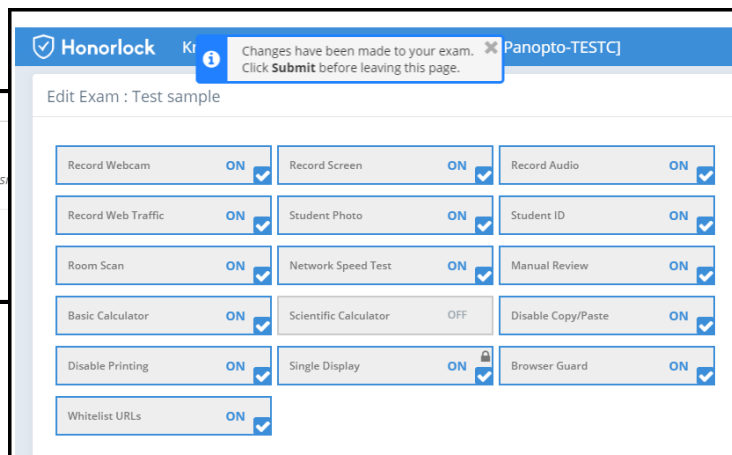 Honorlock
Changes have been made to your exam.
Click Submit before leaving this page.
Panopto-TESTC]
Edit Exam : Test sample
Record Webcam ON
Record Screen ON
Record Audio ON
Record Web Traffic ON
Student Photo ON
Student ID ON
Room Scan ON
Network Speed Test ON
Manual Review ON
Basic Calculator ON
Scientific Calculator OFF
Disable Copy/Paste ON
Disable Printing ON
Single Display ON
Browser Guard ON
Whitelist URLs ON